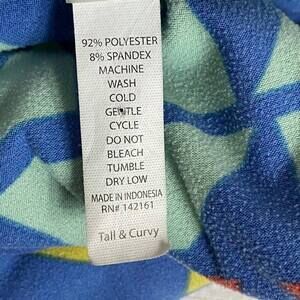 92% POLYESTER
8% SPANDEX
MACHINE
WASH
COLD
GENTLE
CYCLE
DO NOT
BLEACH
TUMBLE
DRY LOW
MADE IN INDONESIA
RN# 142161
Tall & Curvy